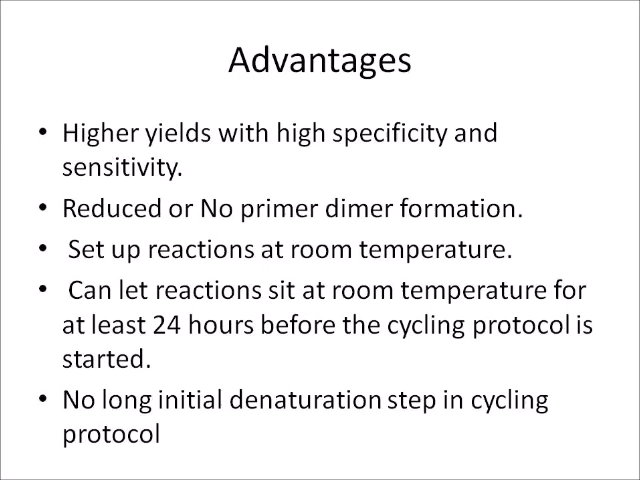 Advantages
• Higher yields with high specificity and
sensitivity.
• Reduced or No primer dimer formation.
• Set up reactions at room temperature.
• Can let reactions sit at room temperature for
at least 24 hours before the cycling protocol is
started.
• No long initial denaturation step in cycling
protocol